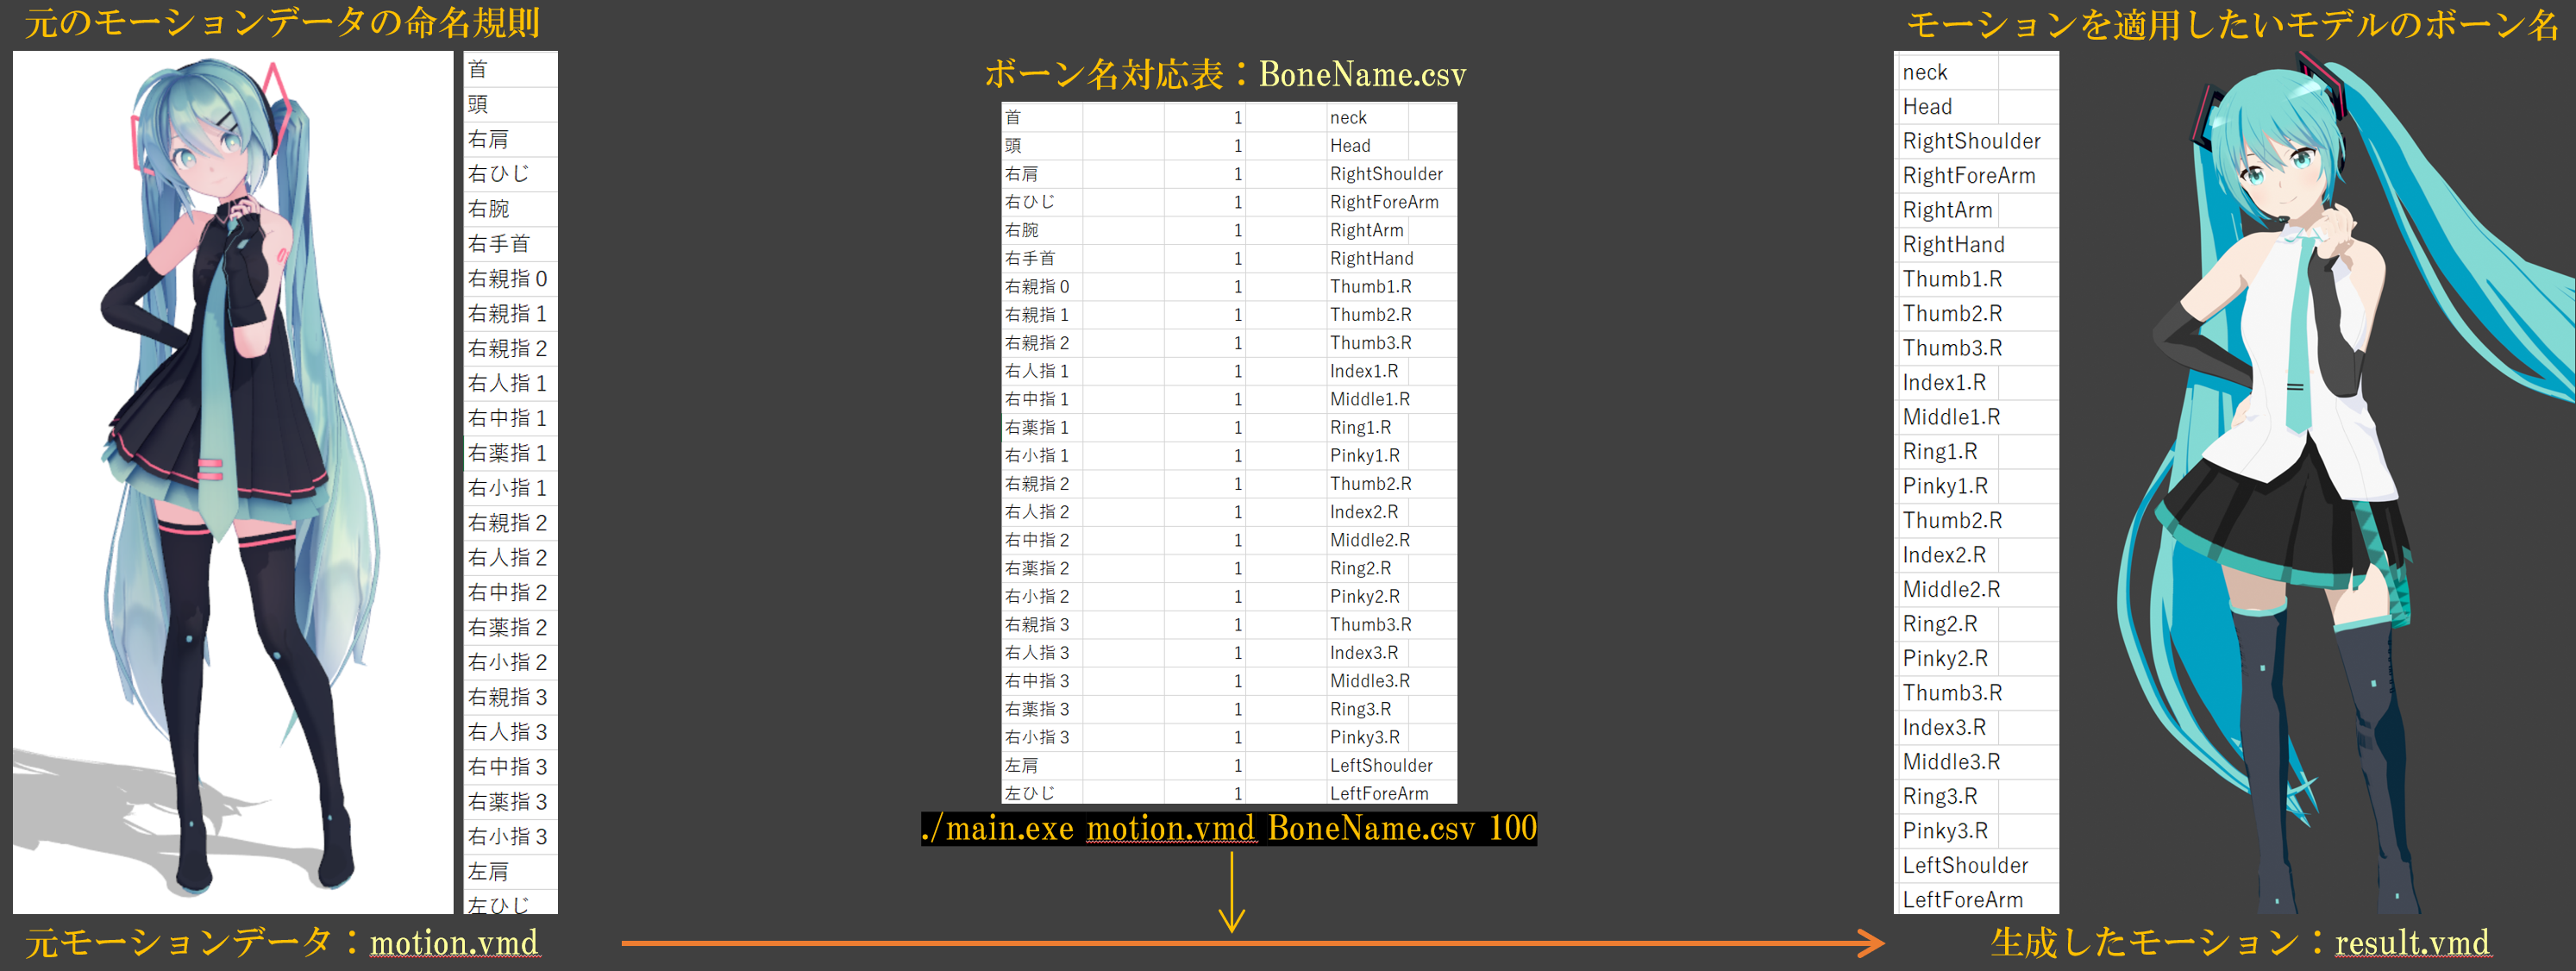 元のモーションデータの命名規則
首
頭
右肩
右ひじ
右腕
右手首
右親指０
右親指１
右親指２
右人指１
右中指１
右薬指１
右小指１
右親指２
右人指２
右中指２
右薬指２
右小指２
右親指３
右人指３
右中指３
右薬指３
右小指３
左肩
左ひじ
元モーションデータ：motion.vmd
ボーン名対応表：BoneName.csv
首 1 neck
頭 1 Head
右肩 1 RightShoulder
右ひじ 1 RightForeArm
右腕 1 RightArm
右手首 1 RightHand
右親指０ 1 Thumb1.R
右親指１ 1 Thumb2.R
右親指２ 1 Thumb3.R
右人指１ 1 Index1.R
右中指１ 1 Middle1.R
右薬指１ 1 Ring1.R
右小指１ 1 Pinky1.R
右親指２ 1 Thumb2.R
右人指２ 1 Index2.R
右中指２ 1 Middle2.R
右薬指２ 1 Ring2.R
右小指２ 1 Pinky2.R
右親指３ 1 Thumb3.R
右人指３ 1 Index3.R
右中指３ 1 Middle3.R
右薬指３ 1 Ring3.R
右小指３ 1 Pinky3.R
左肩 1 LeftShoulder
左ひじ 1 LeftForeArm
./main.exe motion.vmd BoneName.csv 100
モーションを適用したいモデルのボーン名
neck
Head
RightShoulder
RightForeArm
RightArm
RightHand
Thumb1.R
Thumb2.R
Thumb3.R
Index1.R
Middle1.R
Ring1.R
Pinky1.R
Thumb2.R
Index2.R
Middle2.R
Ring2.R
Pinky2.R
Thumb3.R
Index3.R
Middle3.R
Ring3.R
Pinky3.R
LeftShoulder
LeftForeArm
生成したモーション：result.vmd